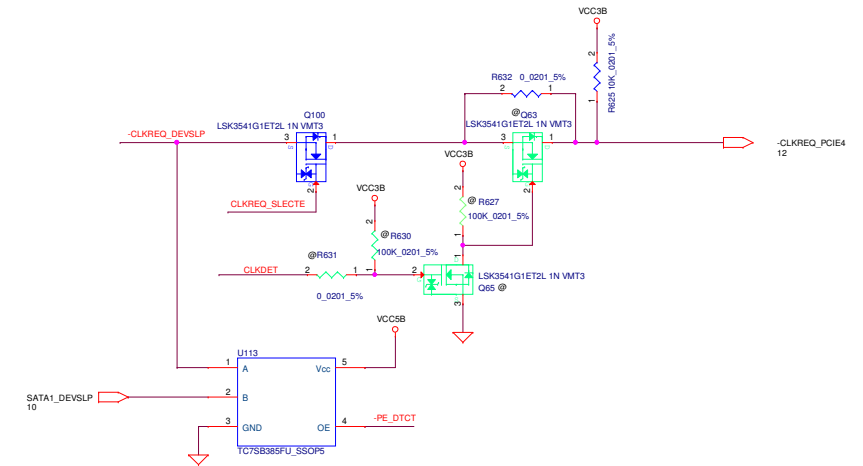 VCC3B
R632 0_0201_5%
2 1
2
R625 10K_0201_5%
1
Q100
LSK3541G1ET2L 1N VMT3
@Q63
LSK3541G1ET2L 1N VMT3
-CLKREQ_DEVSLP
3 1
3 1
-CLKREQ_PCIE4
12
VCC3B
2
2
CLKREQ_SLECTE
VCC3B
2
@ R627
100K_0201_5%
1
2
@R630
100K_0201_5%
1
@R631
CLKDET
2 1
0_0201_5%
2
1
3
LSK3541G1ET2L 1N VMT3
Q65 @
VCC5B
U113
1 A
Vcc 5
SATA1_DEVSLP
10
2 B
3 GND
OE 4
-PE_DTCT
TC7SB385FU_SSOP5